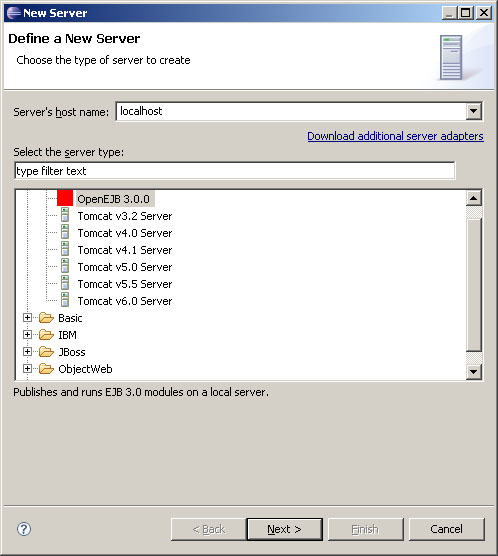 New Server
Define a New Server
Choose the type of server to create
Server's host name: localhost
Download additional server adapters
Select the server type:
type filter text
OpenEJB 3.0.0
Tomcat v3.2 Server
Tomcat v4.0 Server
Tomcat v4.1 Server
Tomcat v5.0 Server
Tomcat v5.5 Server
Tomcat v6.0 Server
Basic
IBM
JBoss
ObjectWeb
Publishes and runs EJB 3.0 modules on a local server.
? < Back Next > Finish Cancel